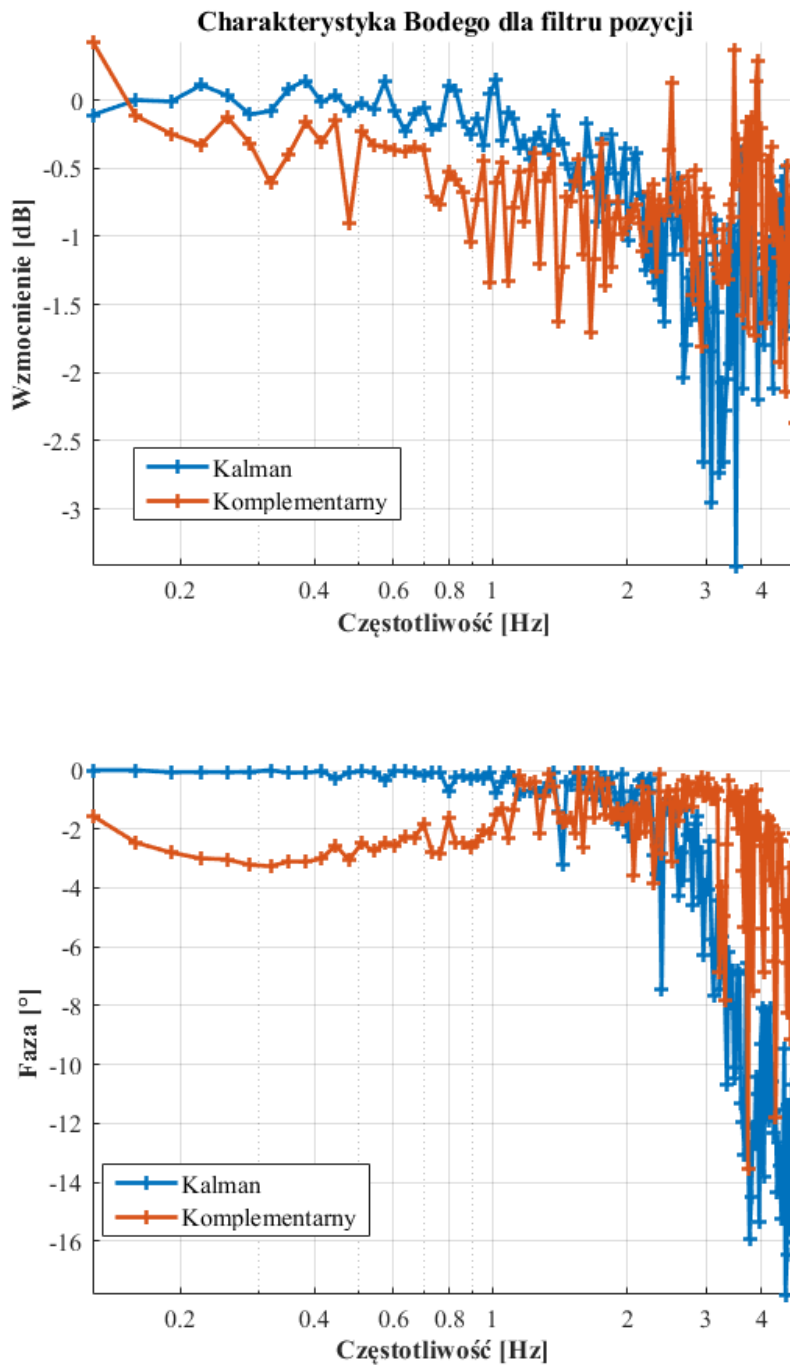 Charakterystyka Bodego dla filtru pozycji
0
-0.5
-1
-1.5
-2
-2.5
-3
Wzmocnienie [dB]
Kalman
Komplementarny
0.2 0.4 0.6 0.8 1 2 3 4
Częstotliwość [Hz]
0
-2
-4
-6
-8
-10
-12
-14
-16
Faza [°]
Kalman
Komplementarny
0.2 0.4 0.6 0.8 1 2 3 4
Częstotliwość [Hz]